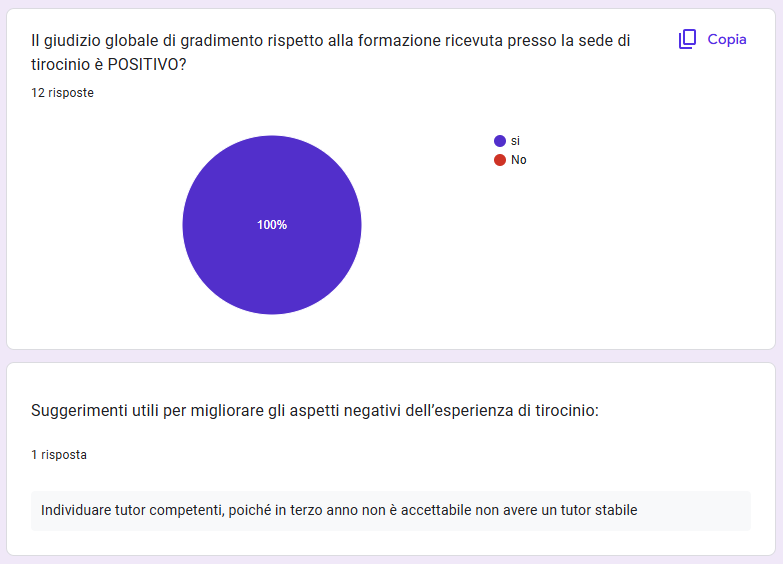 Il giudizio globale di gradimento rispetto alla formazione ricevuta presso la sede di
tirocinio è POSITIVO?
Copia
12 risposte
si
No
100%
Suggerimenti utili per migliorare gli aspetti negativi dell’esperienza di tirocinio:
1 risposta
Individuare tutor competenti, poiché in terzo anno non è accettabile non avere un tutor stabile